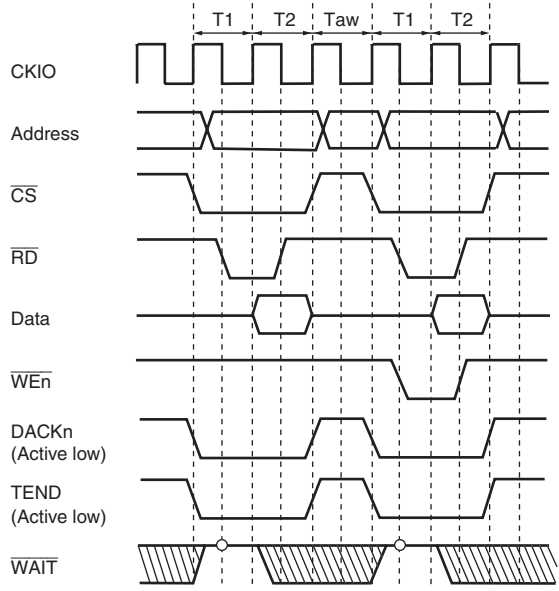 T1 T2 Taw T1 T2
CKIO
Address
CS
RD
Data
WEn
DACKn
(Active low)
TEND
(Active low)
WAIT